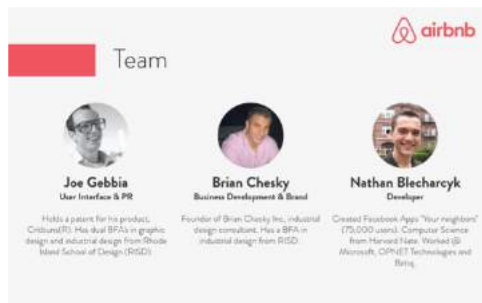 airbnb
Team
Joe Gebbia
User Interface & PR
Holds a patent for his product,
Critbuns(R). Has dual BFA's in graphic
design and industrial design from Rhode
Island School of Design (RISD)
Brian Chesky
Business Development & Brand
Founder of Brian Chesky Inc, industrial
design consultant. Has a BFA in
industrial design from RISD.
Nathan Blecharcyk
Developer
Created Facebook Apps "Your neighbors"
(75,000 users). Computer Science
from Harvard Nate. Worked @
Microsoft, OPNET Technologies and